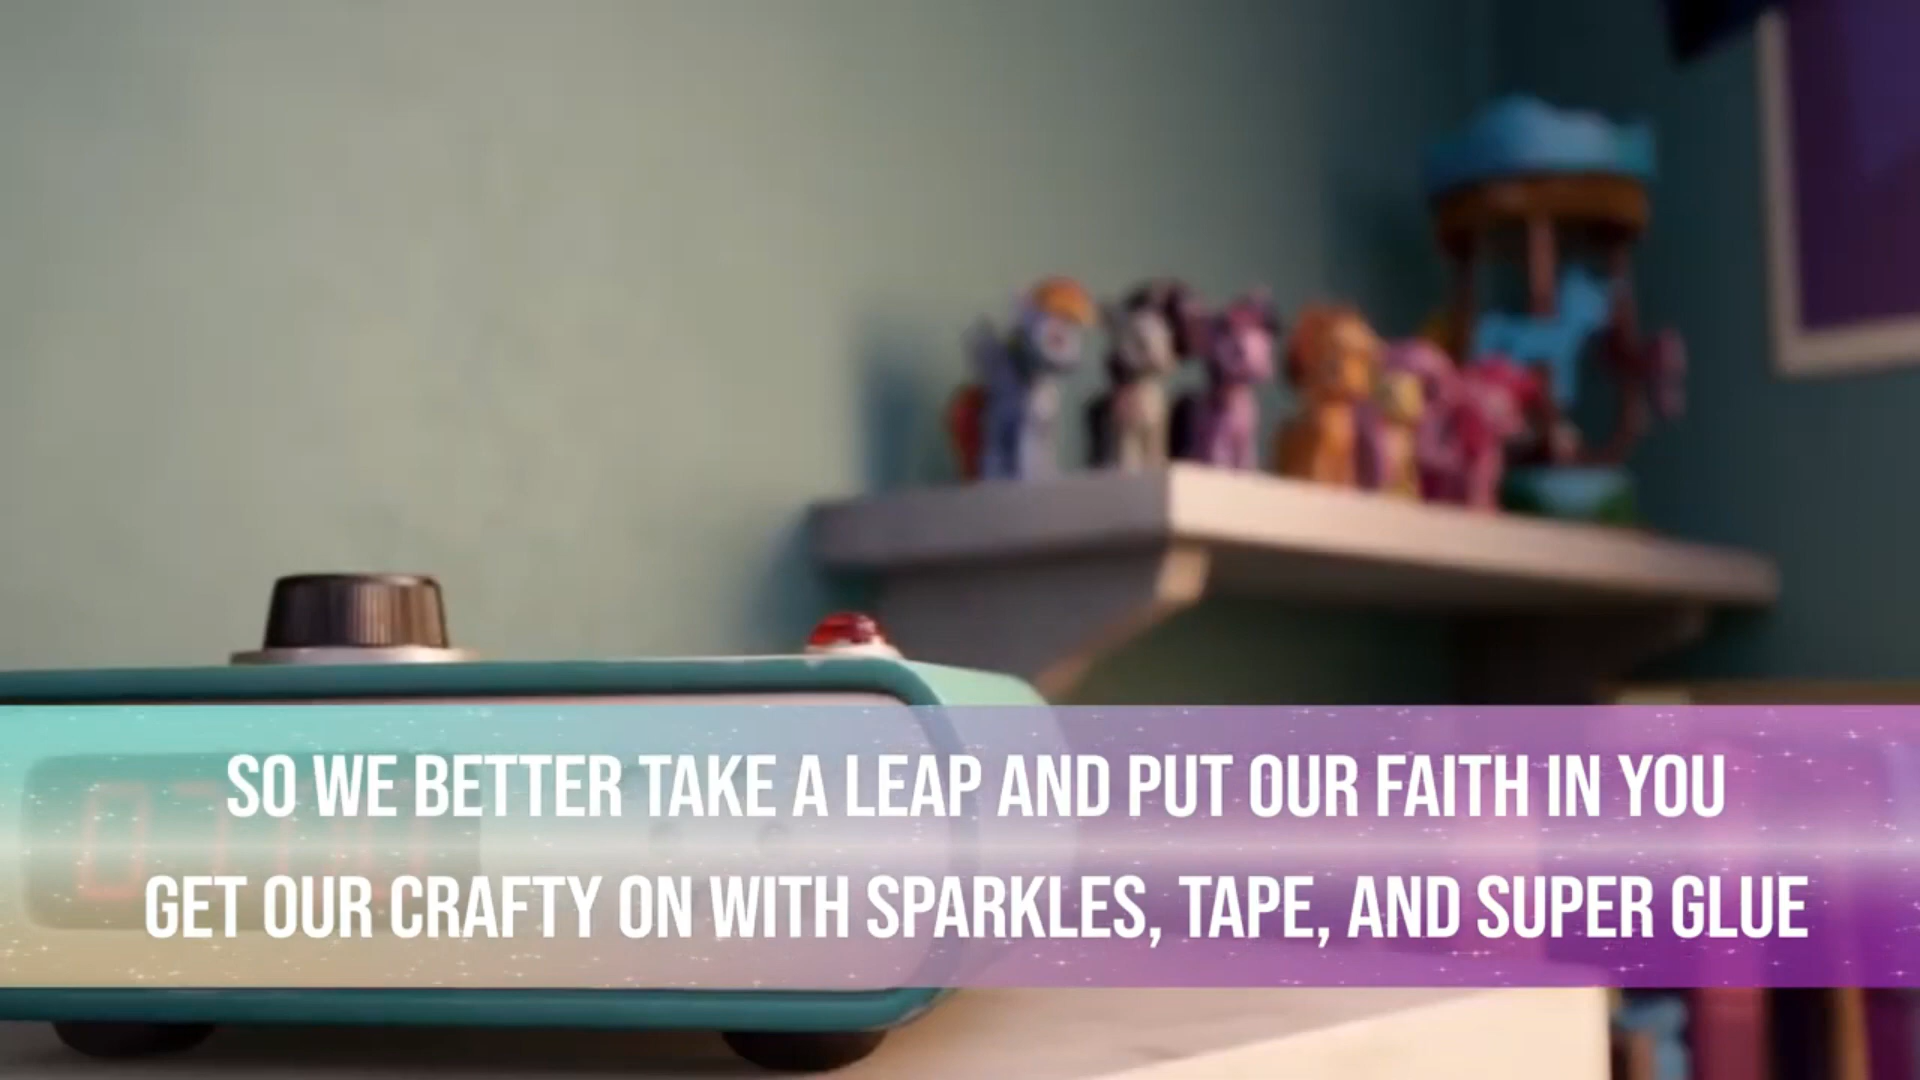 SO WE BETTER TAKE A LEAP AND PUT OUR FAITH IN YOU
GET OUR CRAFTY ON WITH SPARKLES, TAPE, AND SUPER GLUE